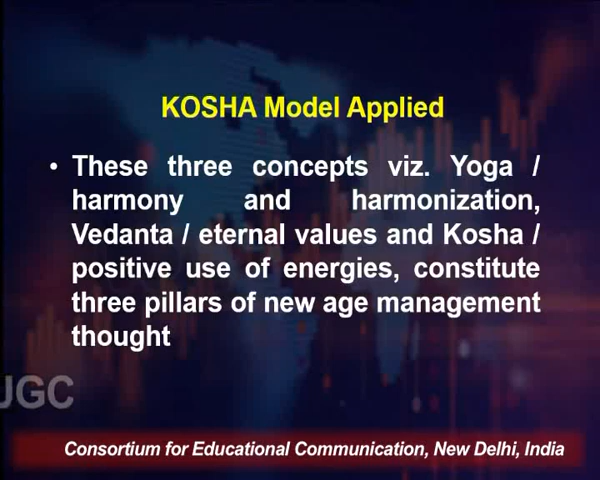 KOSHA Model Applied
• These three concepts viz. Yoga /
harmony and harmonization,
Vedanta / eternal values and Kosha /
positive use of energies, constitute
three pillars of new age management
thought
JGC
Consortium for Educational Communication, New Delhi, India